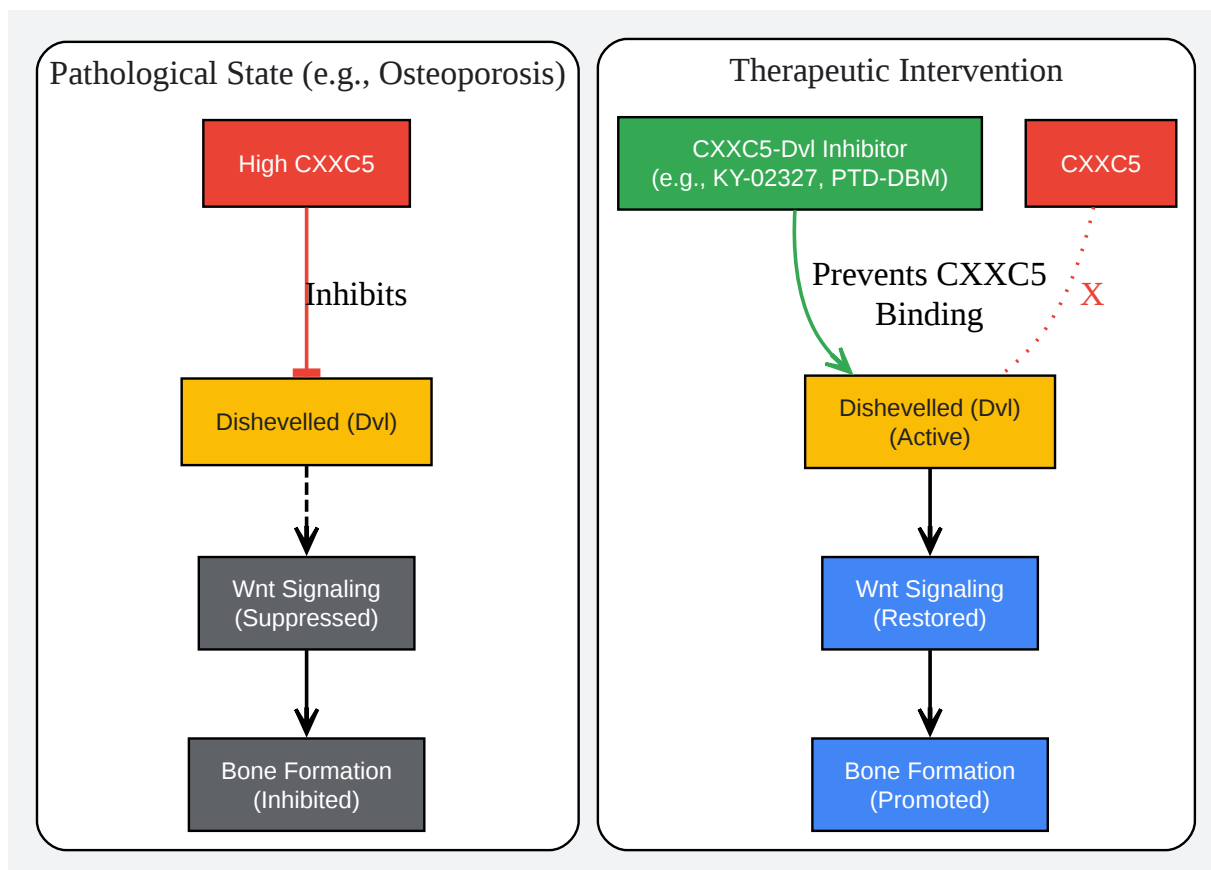 Pathological State (e.g., Osteoporosis)
High CXXC5
Inhibits
Dishevelled (Dvl)
Wnt Signaling
(Suppressed)
Bone Formation
(Inhibited)
Therapeutic Intervention
CXXC5-Dvl Inhibitor
(e.g., KY-02327, PTD-DBM)
CXXC5
Prevents CXXC5
Binding
X
Dishevelled (Dvl)
(Active)
Wnt Signaling
(Restored)
Bone Formation
(Promoted)